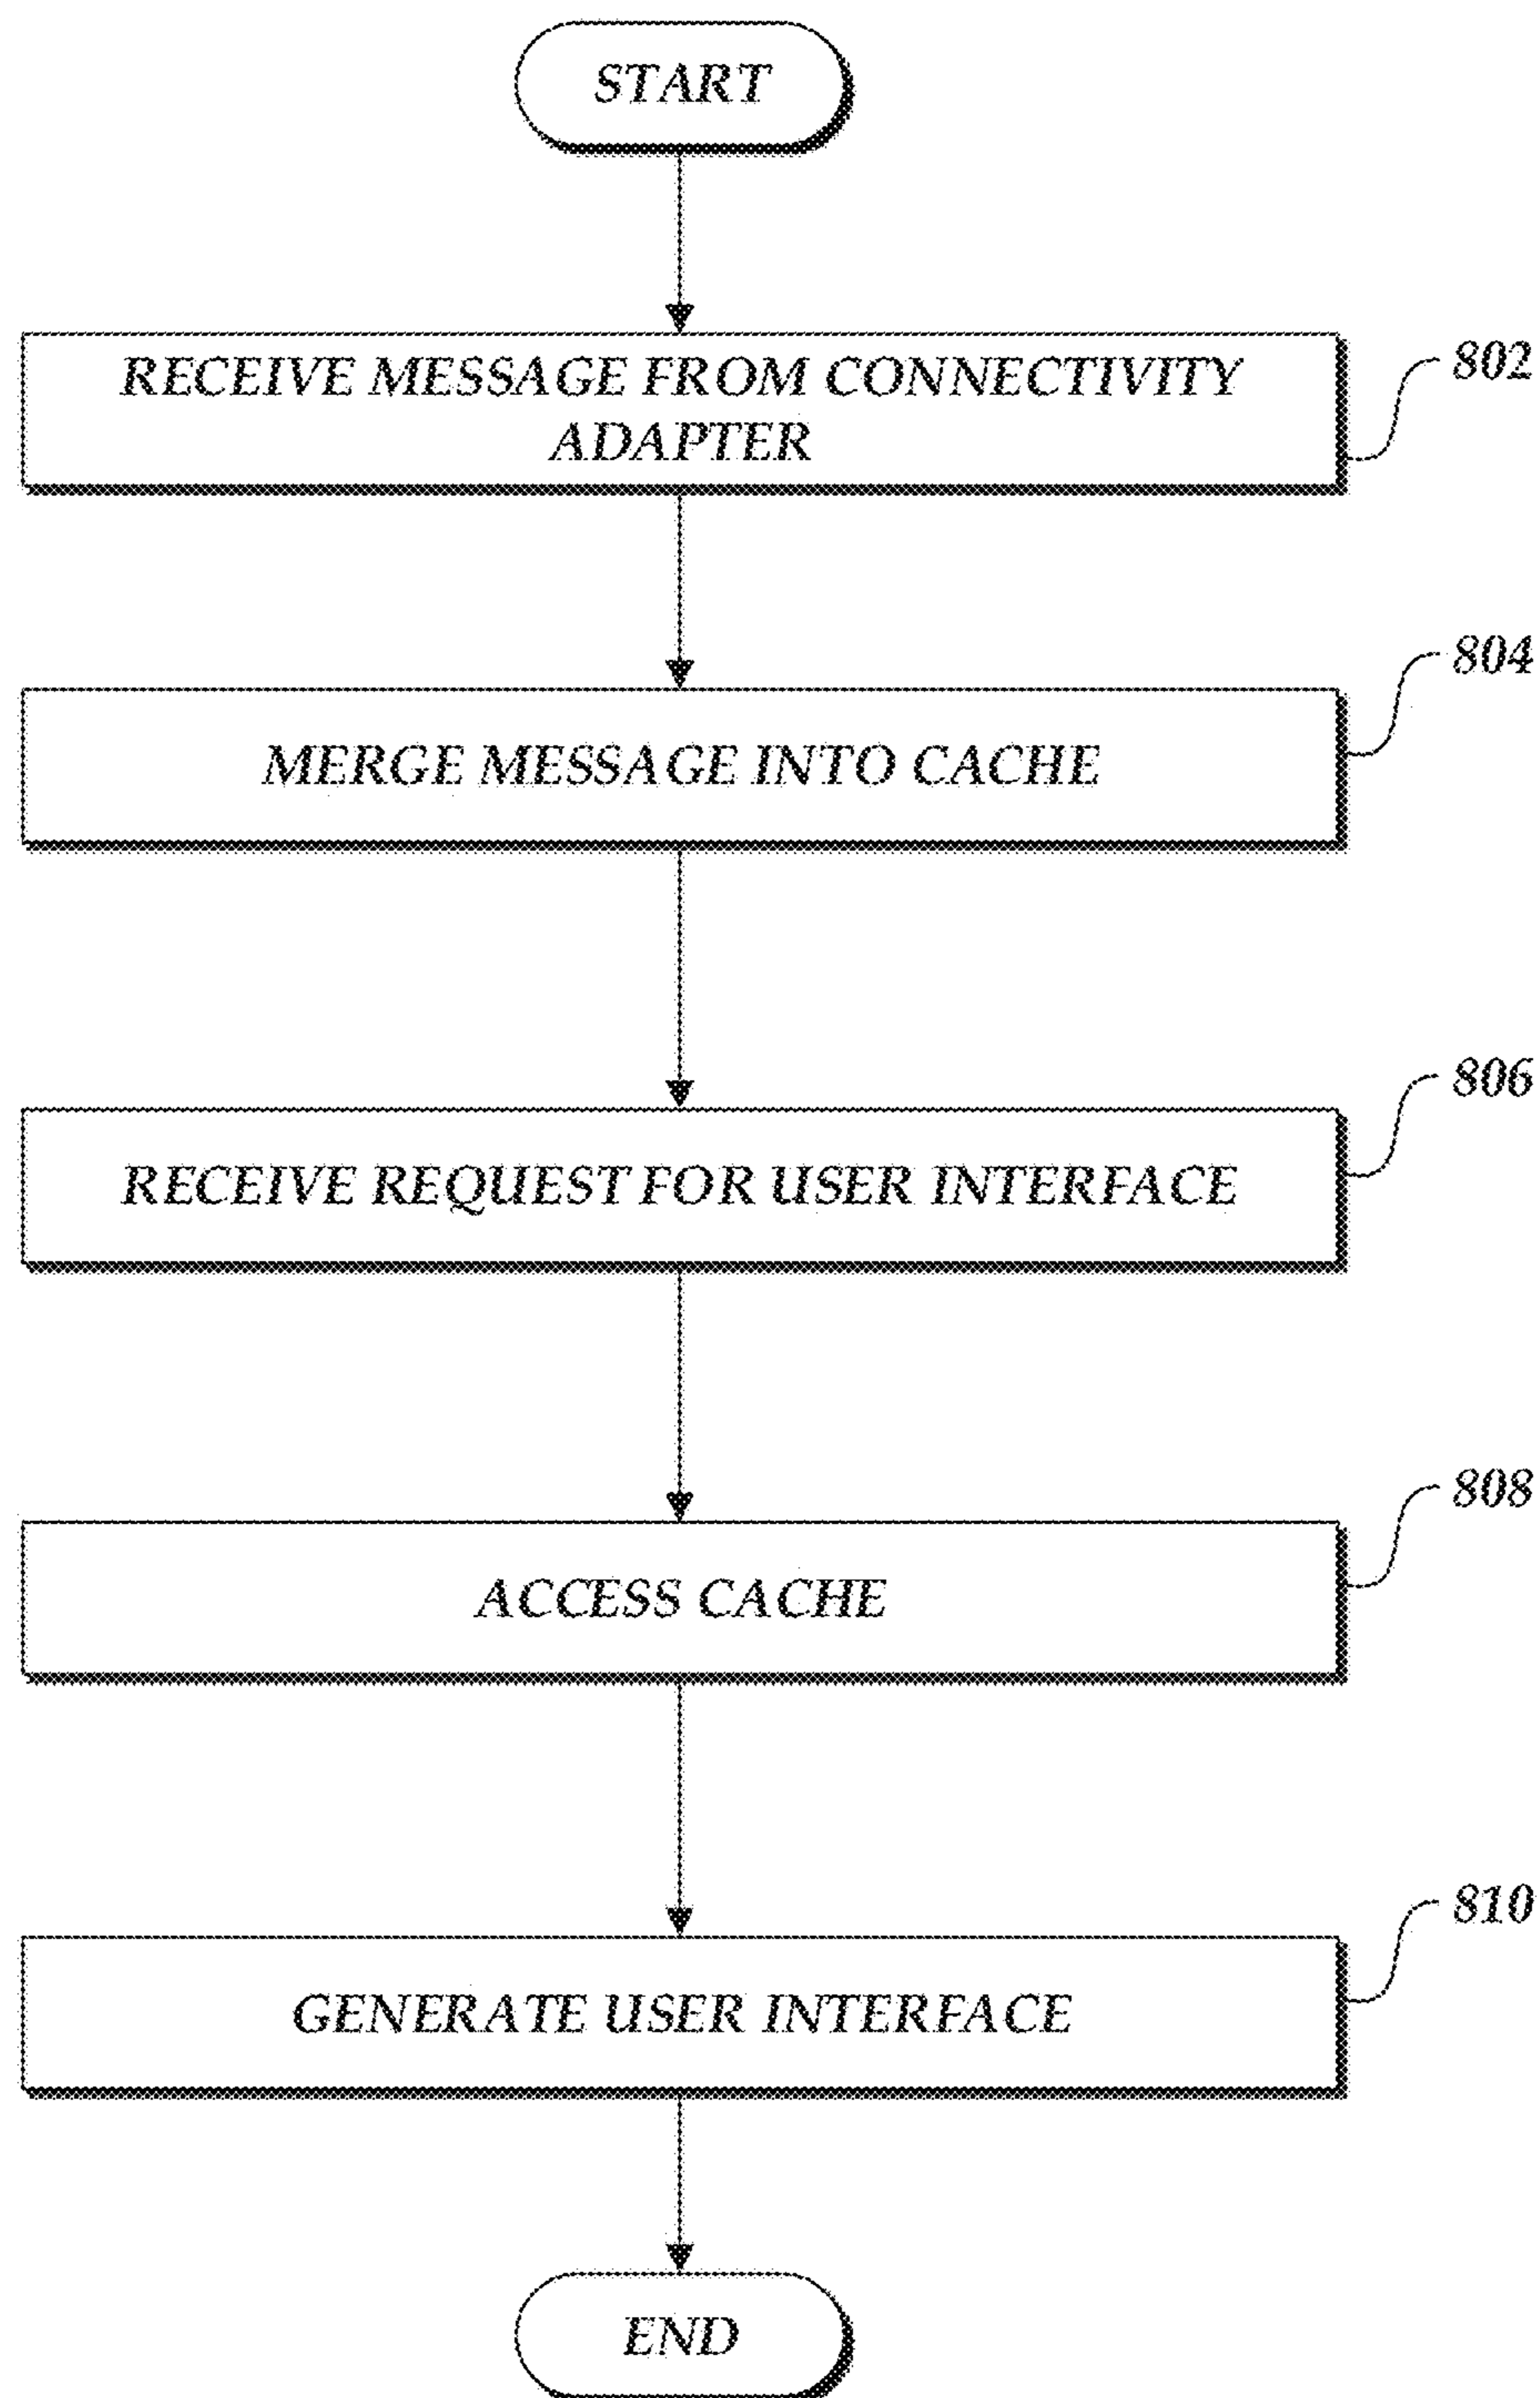 START
RECEIVE MESSAGE FROM CONNECTIVITY
ADAPTER
802
MERGE MESSAGE INTO CACHE
804
RECEIVE REQUEST FOR USER INTERFACE
806
ACCESS CACHE
808
GENERATE USER INTERFACE
810
END